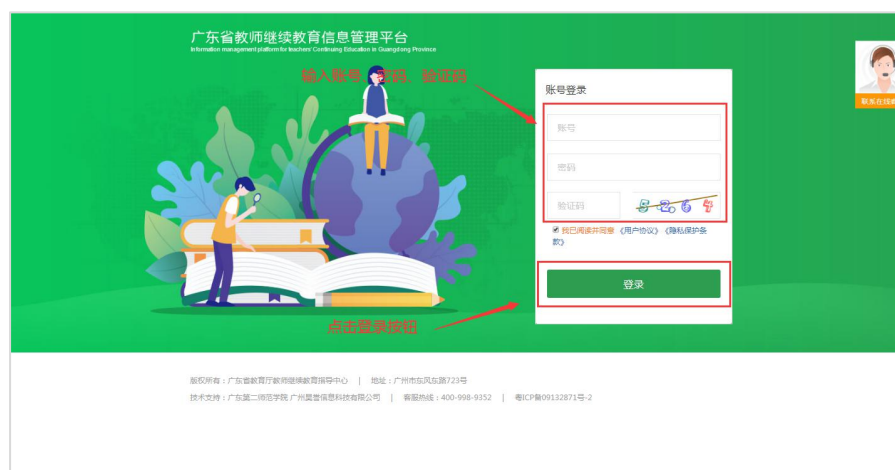 广东省教师继续教育信息管理平台
Information management platform for teachers' Continuing Education in Guangdong Province
输入账号、密码、验证码
账号登录
账号
密码
验证码
5 2 6 4
我已阅读并同意 《用户协议》《隐私保护条
款》
登录
点击登录按钮
版权所有：广东省教育厅教师继续教育指导中心 | 地址：广州市东风东路723号
技术支持：广东第二师范学院 广州莫誉信息科技有限公司 | 客服热线：400-998-9352 | 粤ICP备09132871号-2